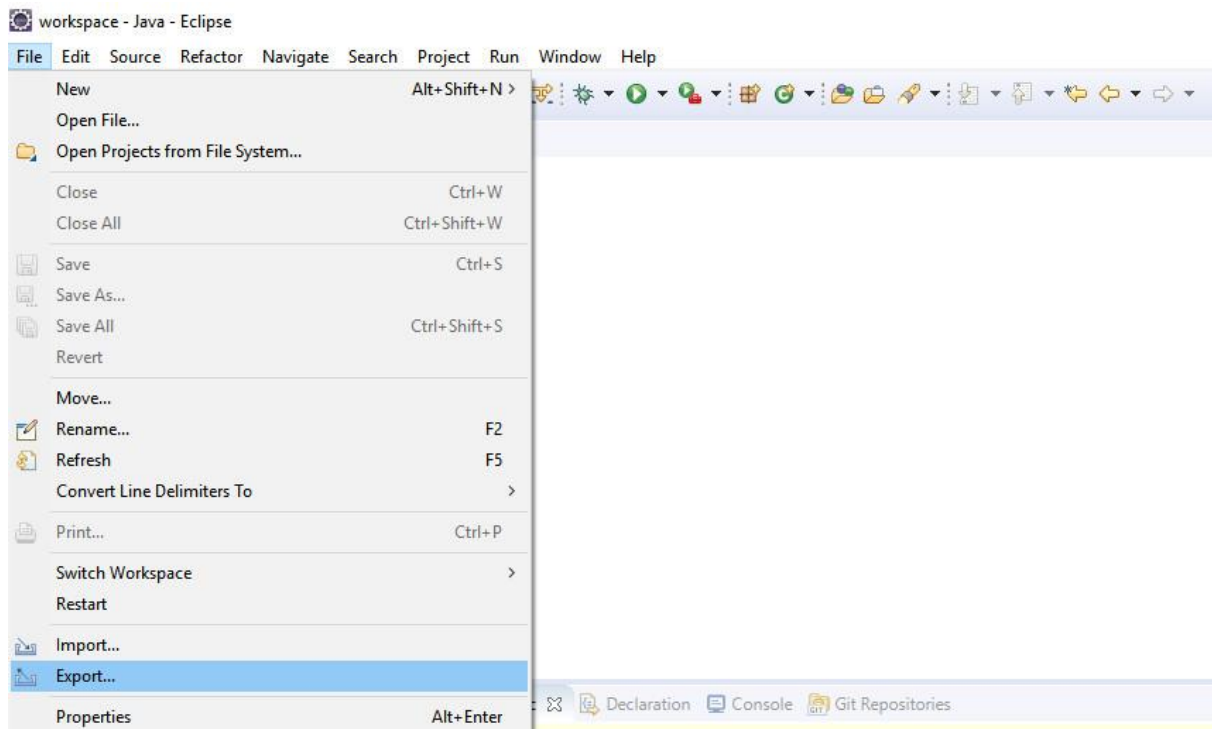 workspace - Java - Eclipse
File Edit Source Refactor Navigate Search Project Run Window Help
New Alt+Shift+N >
Open File...
Open Projects from File System...
Close Ctrl+W
Close All Ctrl+Shift+W
Save Ctrl+S
Save As...
Save All Ctrl+Shift+S
Revert
Move...
Rename... F2
Refresh F5
Convert Line Delimiters To >
Print... Ctrl+P
Switch Workspace >
Restart
Import...
Export...
Declaration Console Git Repositories
Properties Alt+Enter